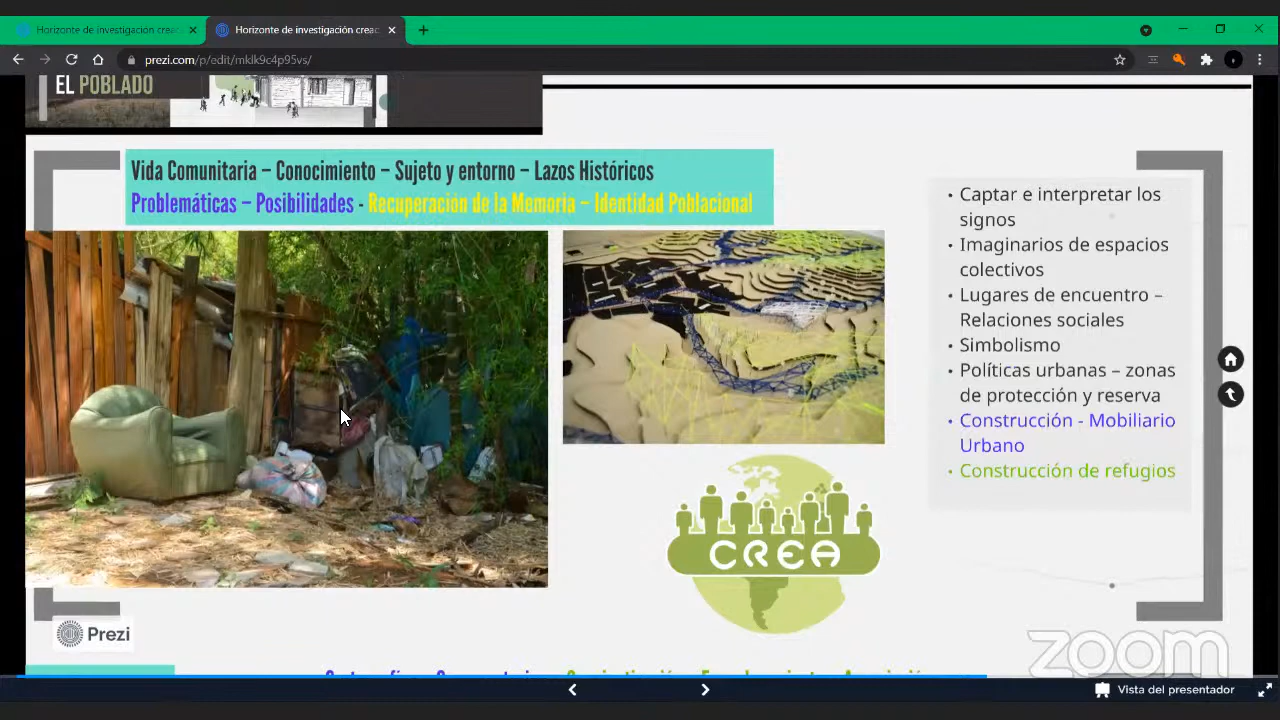 Horizonte de investigación creac
Horizonte de investigación creac
prezi.com/p/edit/mklk9c4p95vs/
EL POBLADO
Vida Comunitaria – Conocimiento – Sujeto y entorno – Lazos Históricos
Problemáticas – Posibilidades - Recuperación de la Memoria – Identidad Poblacional
• Captar e interpretar los
signos
• Imaginarios de espacios
colectivos
• Lugares de encuentro –
Relaciones sociales
• Simbolismo
• Políticas urbanas – zonas
de protección y reserva
• Construcción - Mobiliario
Urbano
• Construcción de refugios
CREA
Prezi
zoom
Vista del presentador